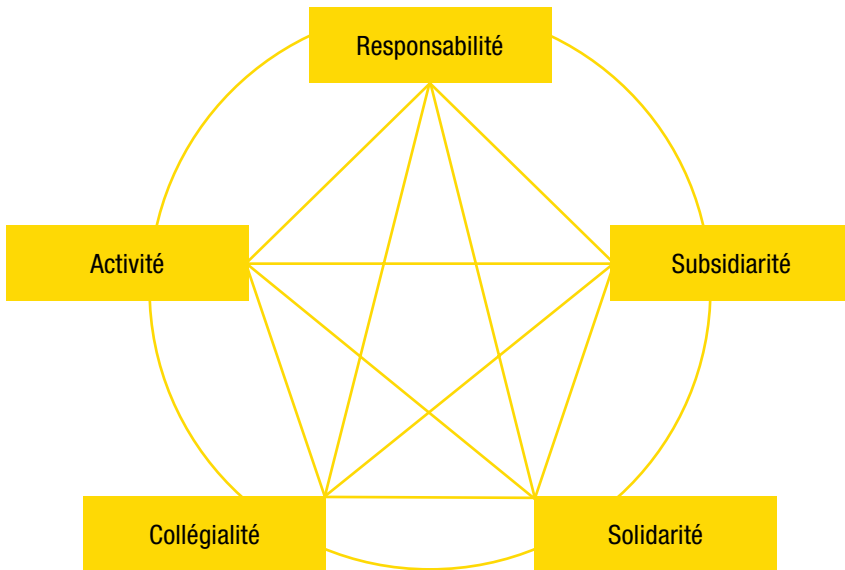 Responsabilité
Activité
Subsidiarité
Collégialité
Solidarité